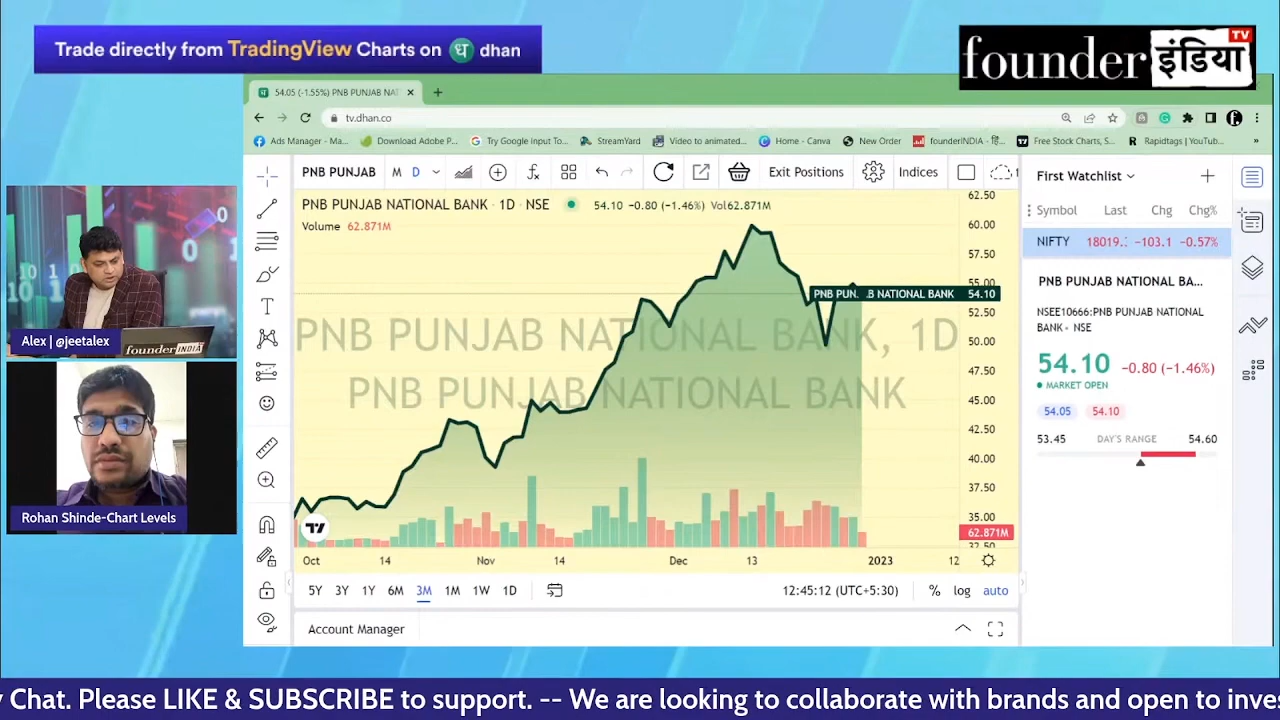 Trade directly from TradingView Charts on ध dhan
founder इंडिया TV
54.05 (-1.55%) PNB PUNJAB NAT
tv.dhan.co
Ads Manager - Ma...
Download Adobe P...
Try Google Input To...
StreamYard
Video to animated...
Home - Canva
New Order
founderINDIA - हि...
Free Stock Charts, S...
Rapidtags | YouTub...
PNB PUNJAB M D
Exit Positions
Indices
First Watchlist
PNB PUNJAB NATIONAL BANK · 1D · NSE 54.10 -0.80 (-1.46%) Vol62.871M
Volume 62.871M
Symbol Last Chg Chg%
NIFTY 18019.: -103.1 -0.57%
PNB PUNJAB NATIONAL BA...
NSEE10666:PNB PUNJAB NATIONAL
BANK • NSE
54.10 -0.80 (-1.46%)
MARKET OPEN
54.05 54.10
53.45 DAY'S RANGE 54.60
62.50
60.00
57.50
55.00
PNB PUN. .B NATIONAL BANK 54.10
52.50
50.00
47.50
45.00
42.50
40.00
37.50
35.00
62.871M
32.50
PNB PUNJAB NATIONAL BANK, 1D
PNB PUNJAB NATIONAL BANK
Oct 14 Nov 14 Dec 13 2023 12
5Y 3Y 1Y 6M 3M 1M 1W 1D
12:45:12 (UTC+5:30) % log auto
Account Manager
Alex | @jeetalex
founder INDIA
Rohan Shinde-Chart Levels
y Chat. Please LIKE & SUBSCRIBE to support. -- We are looking to collaborate with brands and open to inves